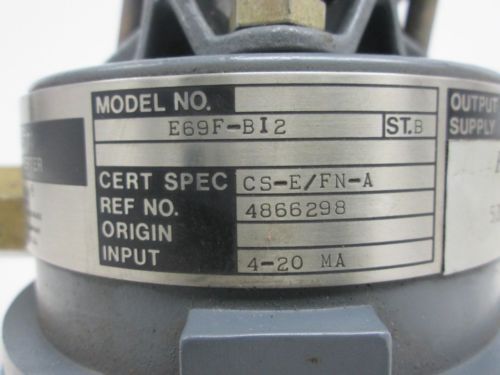 MODEL NO.
E69F-BI2 ST.B
CERT SPEC CS-E/FN-A
REF NO. 4866298
ORIGIN
INPUT 4-20 MA
OUTPUT
SUPPLY